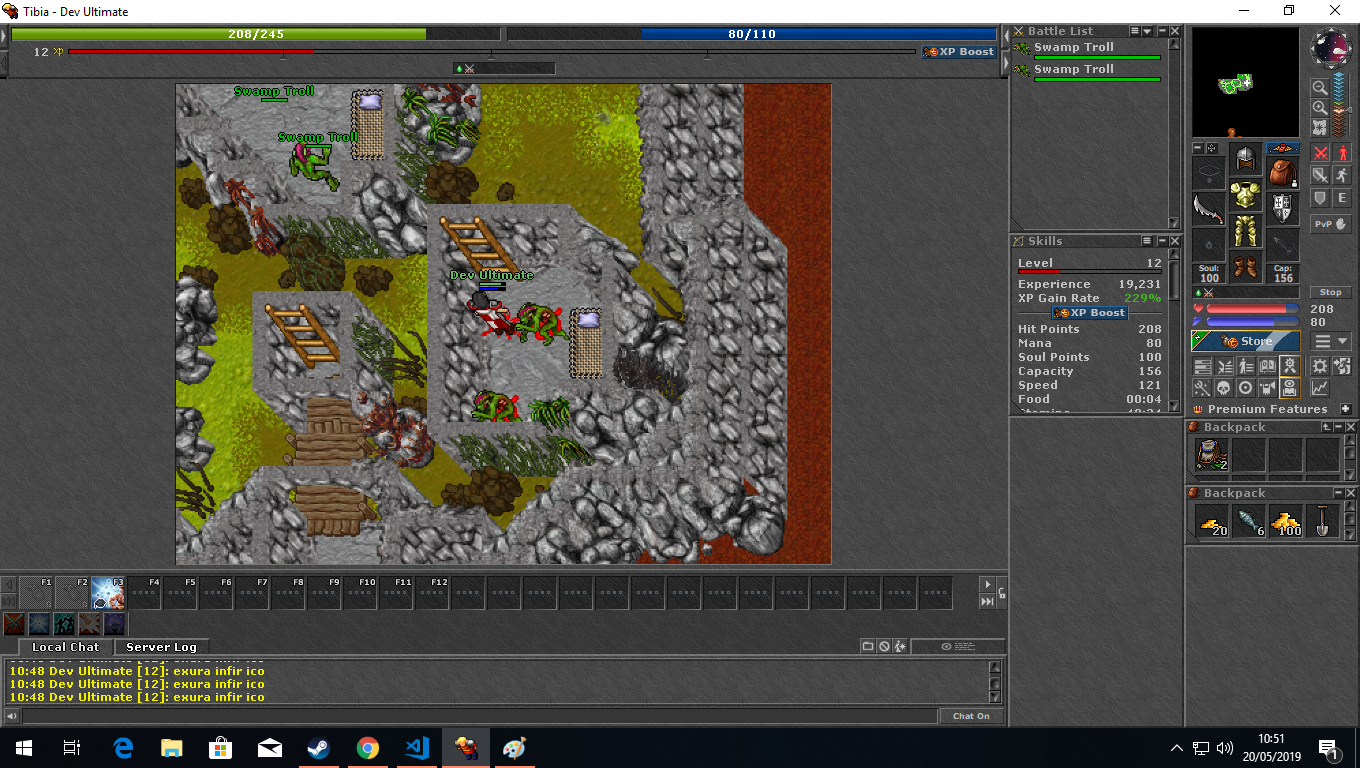 Tibia - Dev Ultimate
208/245
80/110
12 XP
XP Boost
Battle List
Swamp Troll
Swamp Troll
Swamp Troll
Swamp Troll
Dev Ultimate
Skills
Level 12
Experience 19,231
XP Gain Rate 229%
XP Boost
Hit Points 208
Mana 80
Soul Points 100
Capacity 156
Speed 121
Food 00:04
E
PvP
Soul: 100
Cap: 156
Stop
208
80
Store
Premium Features
Backpack
2
Backpack
20 6 100
F1 F2 F3 F4 F5 F6 F7 F8 F9 F10 F11 F12
Local Chat Server Log
10:48 Dev Ultimate [12]: exura infir ico
10:48 Dev Ultimate [12]: exura infir ico
10:48 Dev Ultimate [12]: exura infir ico
Chat On
10:51
20/05/2019
1